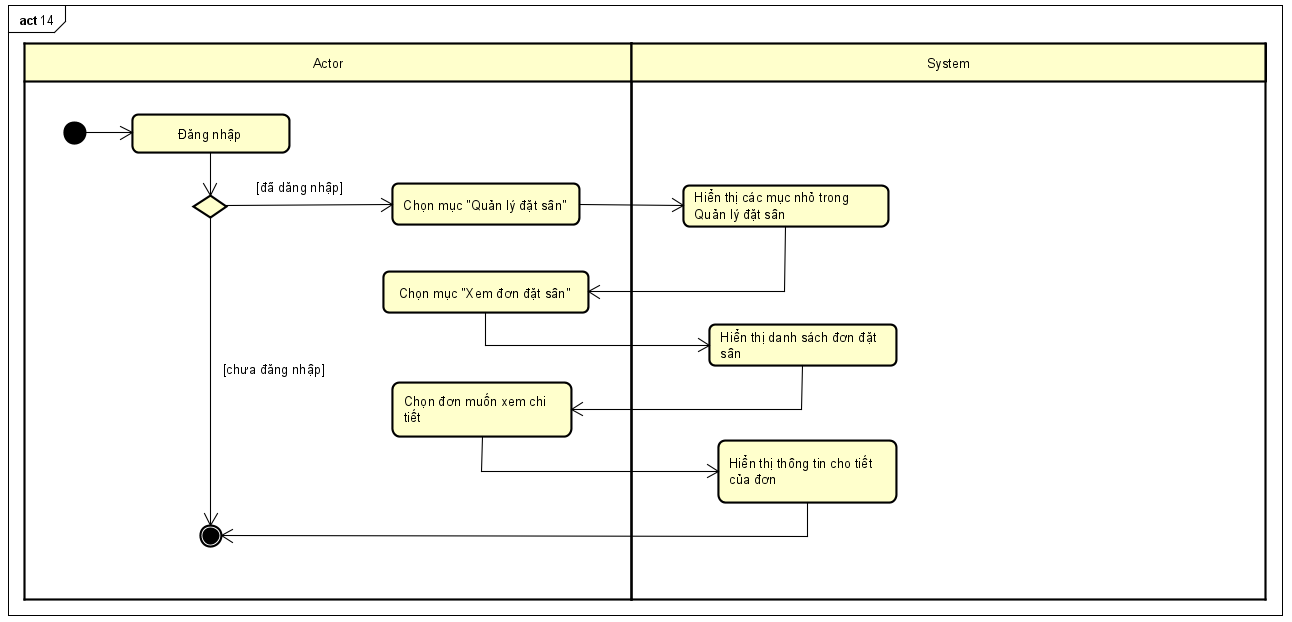 act 14
Actor
System
Đăng nhập
[đã dăng nhập]
Chọn mục "Quản lý đặt sân"
Hiển thị các mục nhỏ trong
Quản lý đặt sân
Chọn mục "Xem đơn đặt sân"
Hiển thị danh sách đơn đặt
sân
[chưa đăng nhập]
Chọn đơn muốn xem chi
tiết
Hiển thị thông tin cho tiết
của đơn